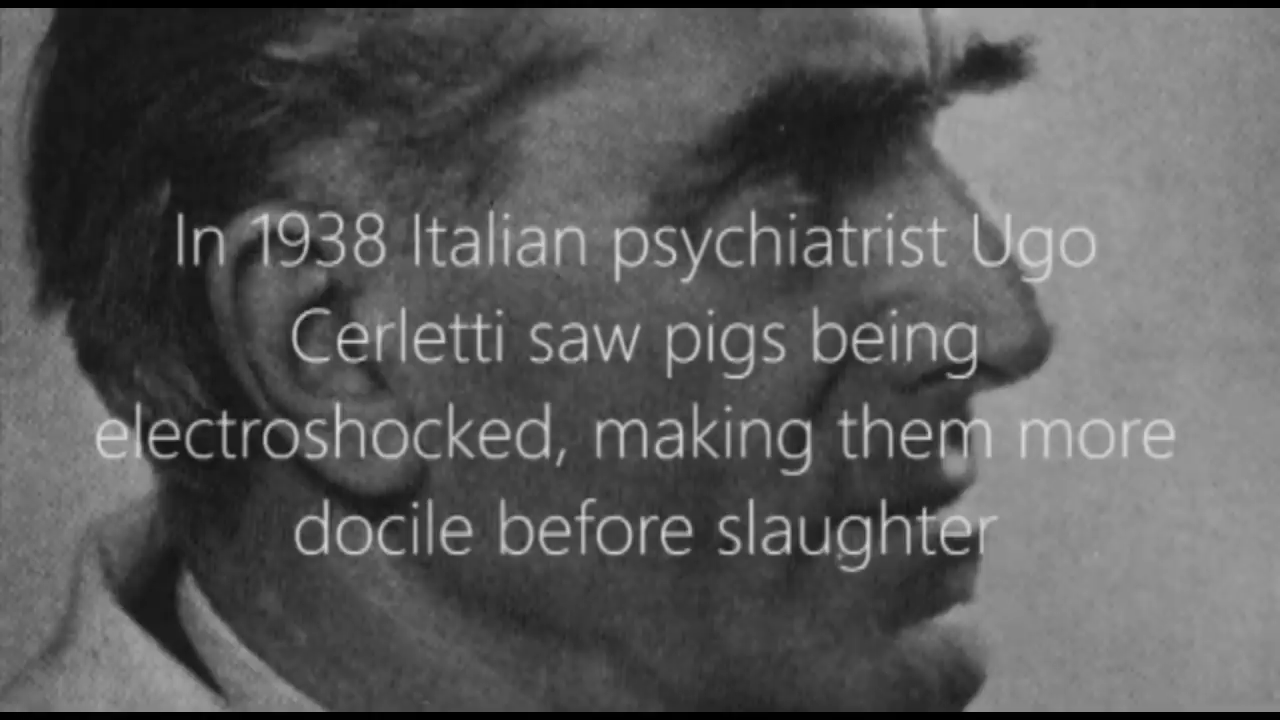 In 1938 Italian psychiatrist Ugo
Cerletti saw pigs being
electroshocked, making them more
docile before slaughter